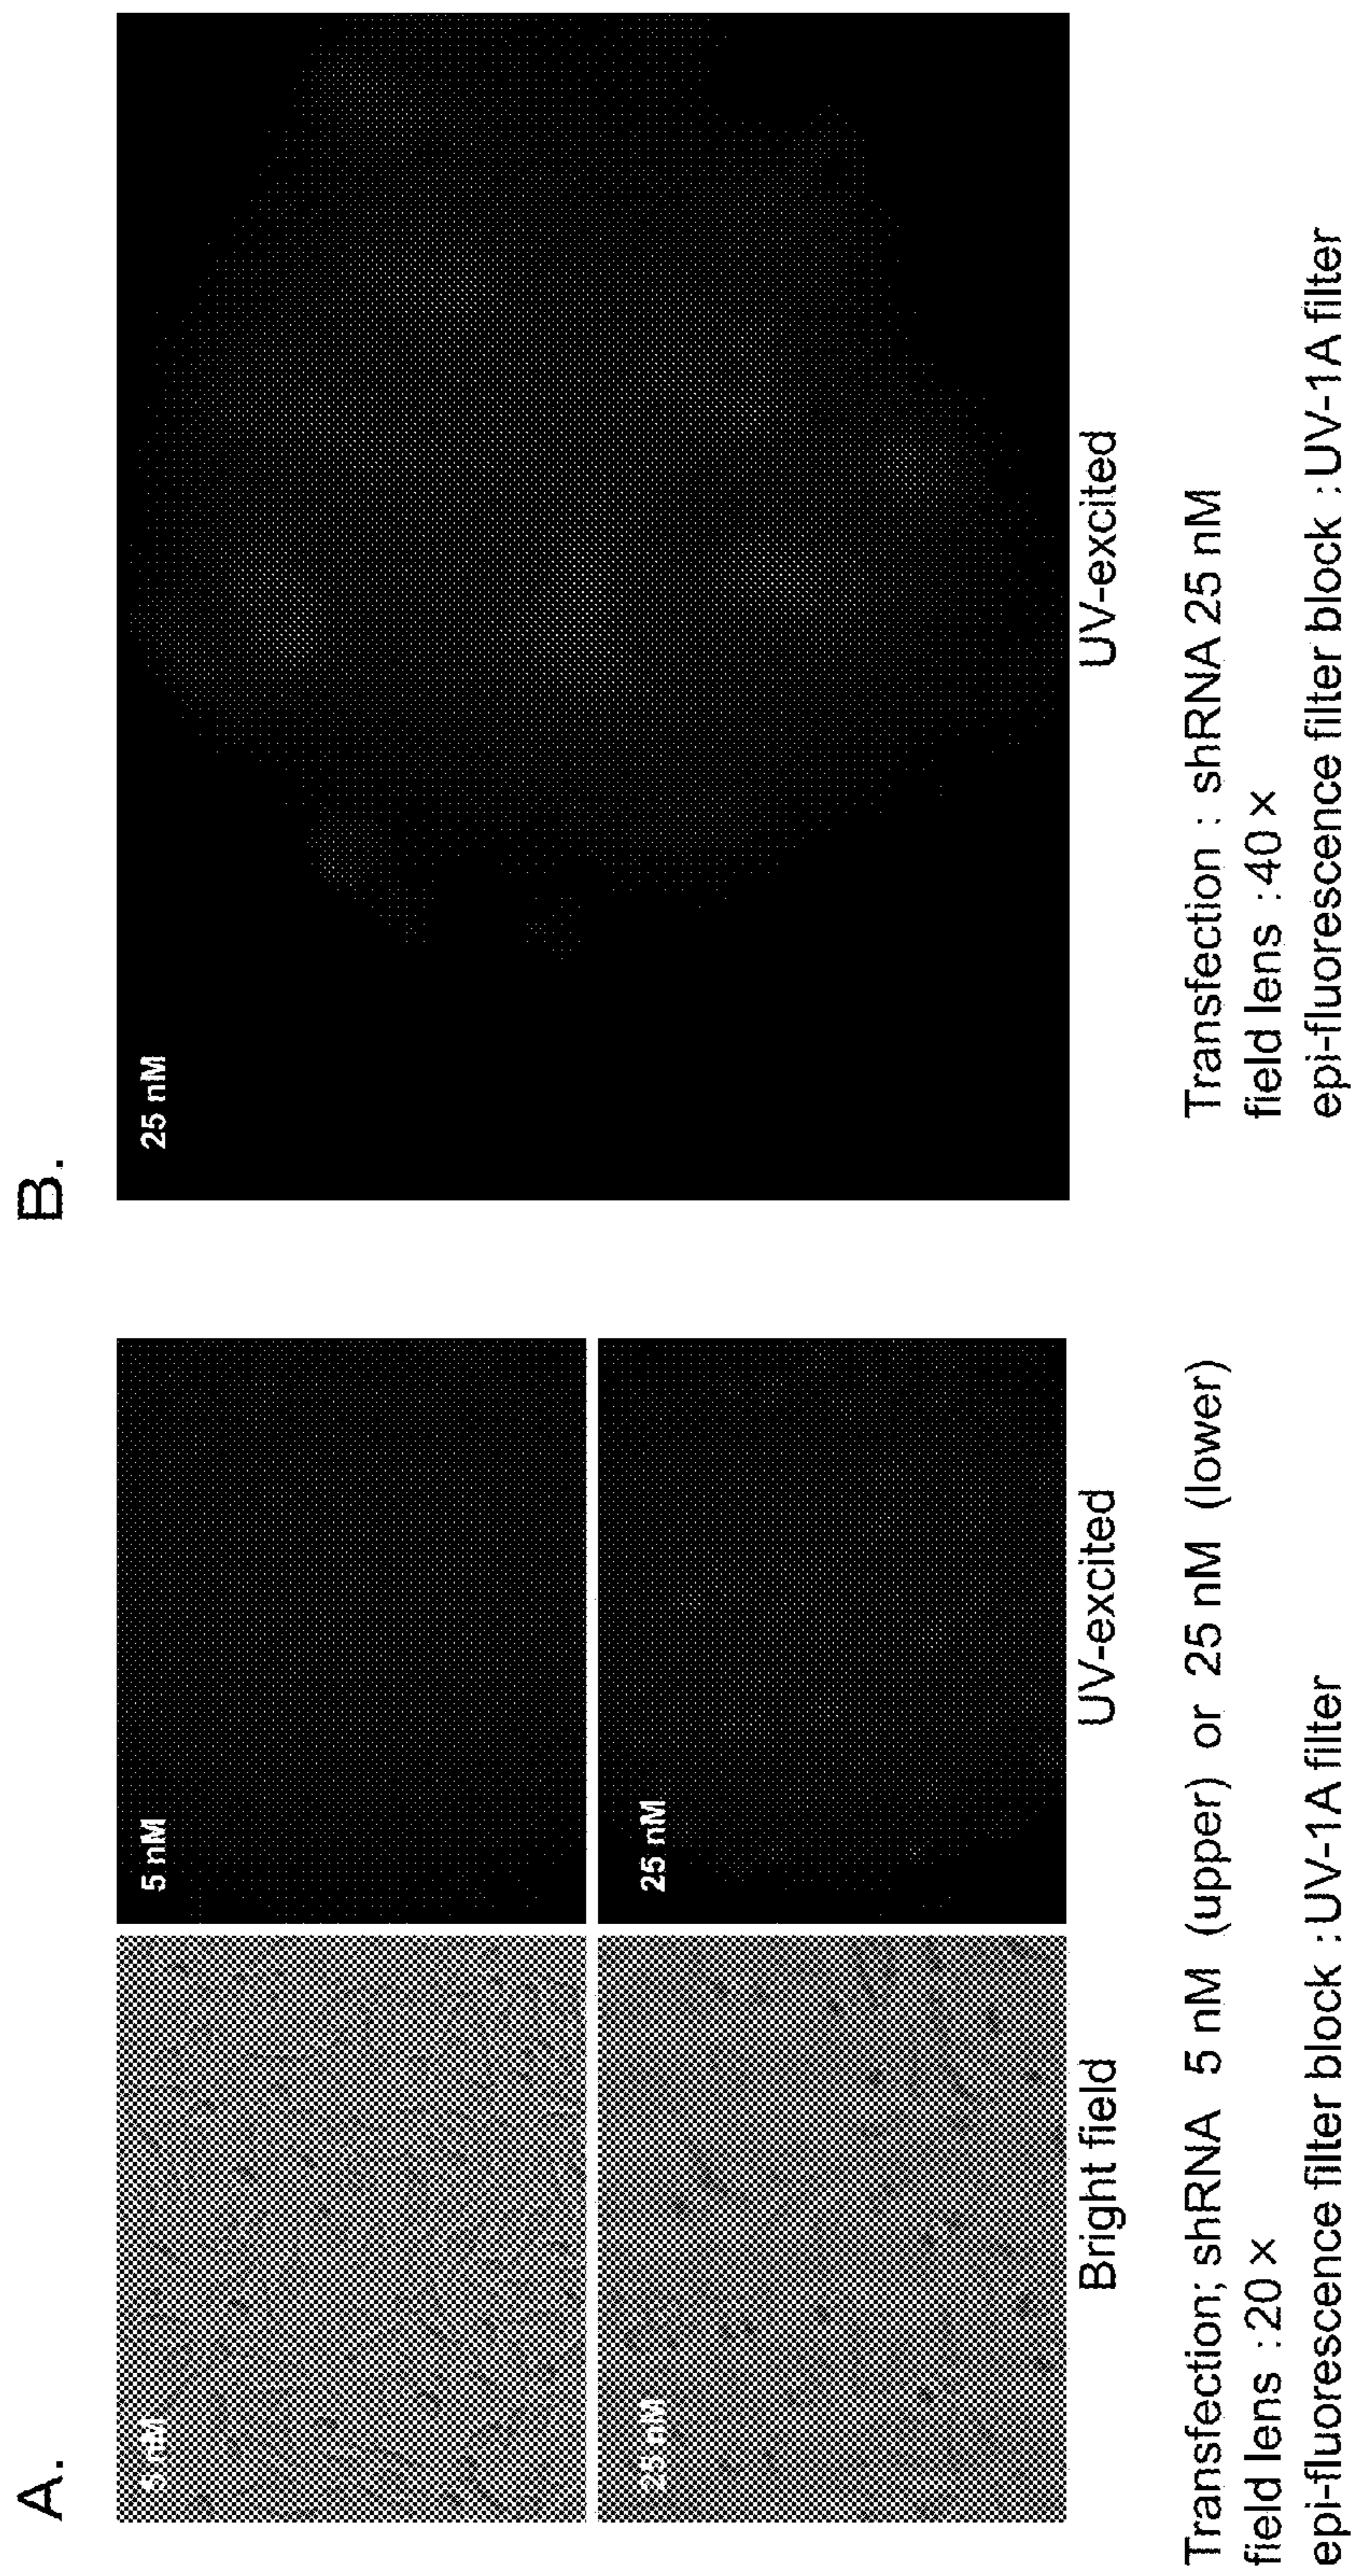 A.
5 nM
5 nM
25 nM
25 nM
Bright field
UV-excited
Transfection; shRNA 5 nM (upper) or 25 nM (lower)
field lens :20 ×
epi-fluorescence filter block :UV-1A filter
B.
25 nM
UV-excited
Transfection : shRNA 25 nM
field lens :40 ×
epi-fluorescence filter block :UV-1A filter